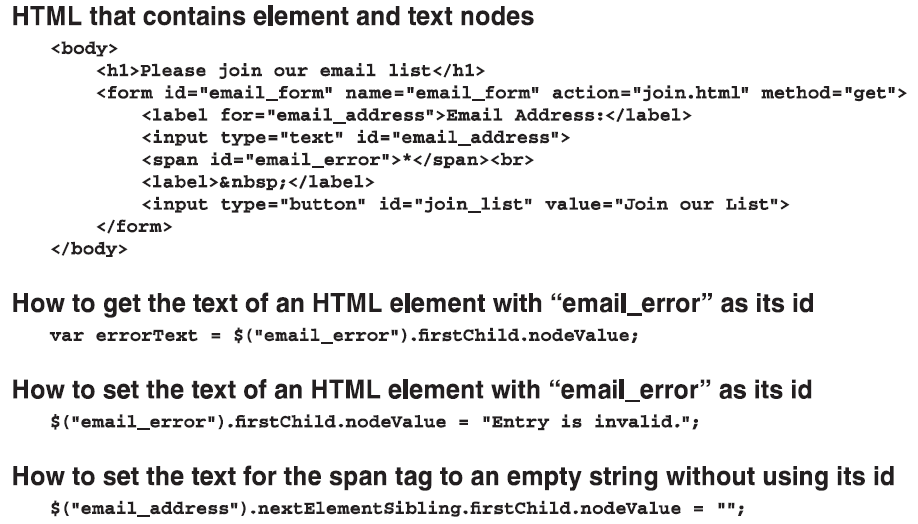 HTML that contains element and text nodes
<body>
<h1>Please join our email list</h1>
<form id="email_form" name="email_form" action="join.html" method="get">
<label for="email_address">Email Address:</label>
<input type="text" id="email_address">
<span id="email_error">*</span><br>
<label>&nbsp;</label>
<input type="button" id="join_list" value="Join our List">
</form>
</body>
How to get the text of an HTML element with “email_error” as its id
var errorText = $("email_error").firstChild.nodeValue;
How to set the text of an HTML element with “email_error” as its id
$("email_error").firstChild.nodeValue = "Entry is invalid.";
How to set the text for the span tag to an empty string without using its id
$("email_address").nextElementSibling.firstChild.nodeValue = "";